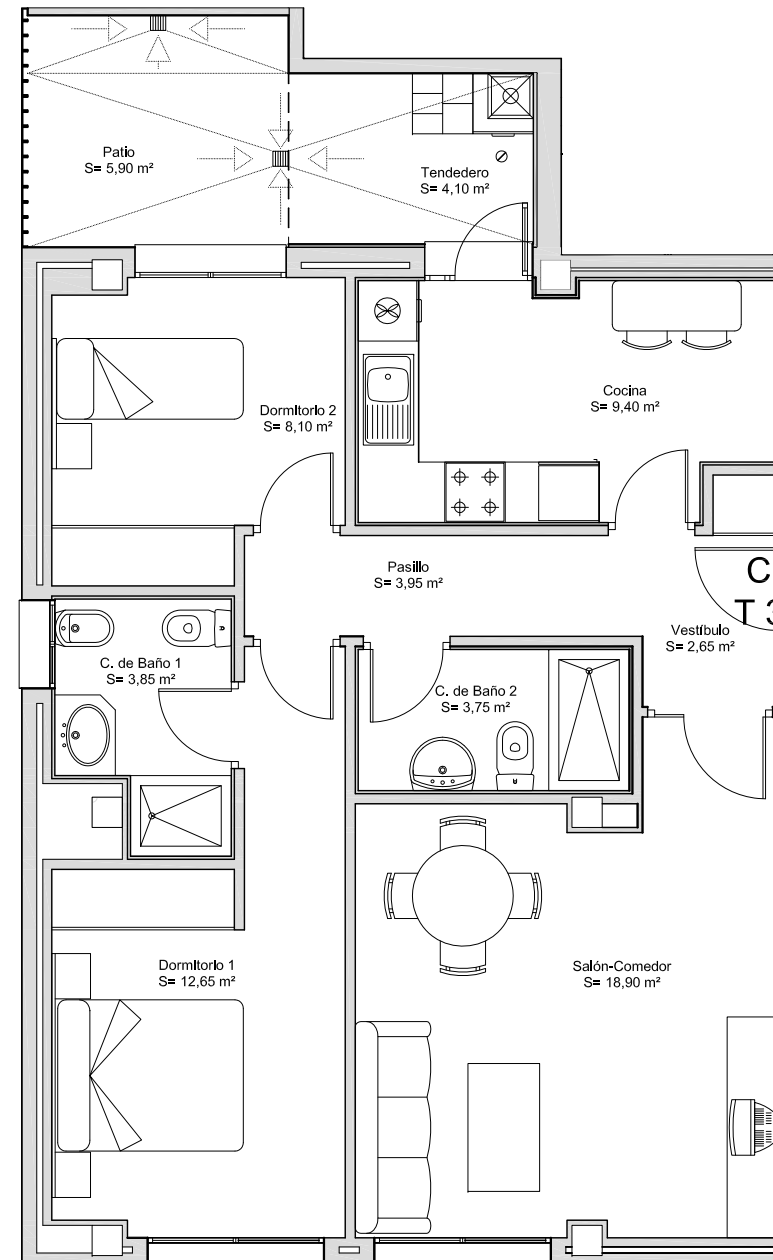 Patio
S= 5,90 m²
Tendedero
S= 4,10 m²
Dormitorio 2
S= 8,10 m²
Cocina
S= 9,40 m²
Pasillo
S= 3,95 m²
C
T 3
Vestíbulo
S= 2,65 m²
C. de Baño 1
S= 3,85 m²
C. de Baño 2
S= 3,75 m²
Dormitorio 1
S= 12,65 m²
Salón-Comedor
S= 18,90 m²